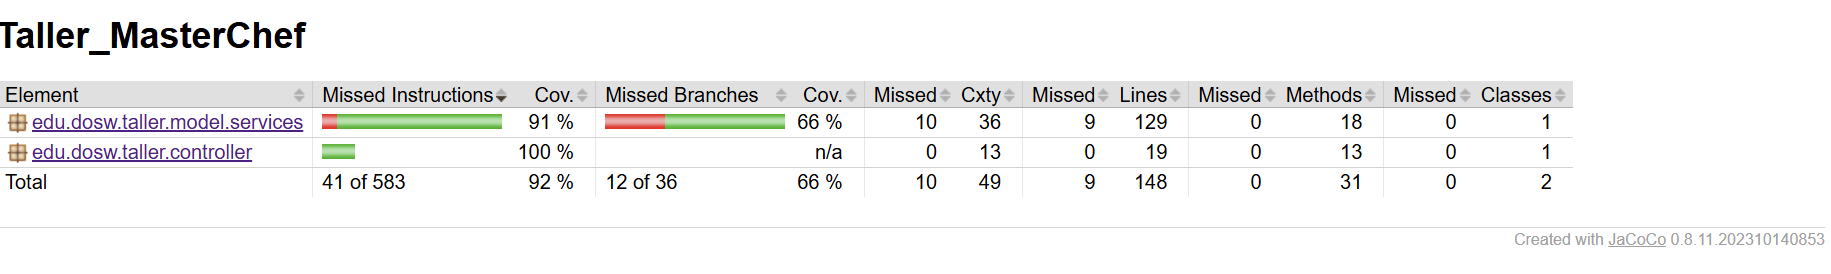 Taller_MasterChef
Element Missed Instructions Cov. Missed Branches Cov. Missed Cxty Missed Lines Missed Methods Missed Classes
edu.dosw.taller.model.services 91 % 66 % 10 36 9 129 0 18 0 1
edu.dosw.taller.controller 100 % n/a 0 13 0 19 0 13 0 1
Total 41 of 583 92 % 12 of 36 66 % 10 49 9 148 0 31 0 2
Created with JaCoCo 0.8.11.202310140853